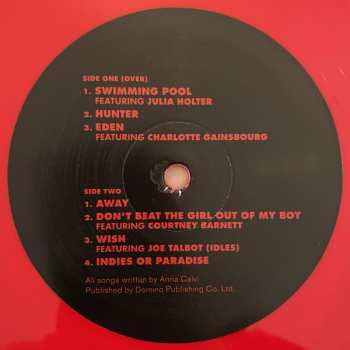 SIDE ONE (OVER)
1. SWIMMING POOL
FEATURING JULIA HOLTER
2. HUNTER
3. EDEN
FEATURING CHARLOTTE GAINSBOURG
SIDE TWO
1. AWAY
2. DON'T BEAT THE GIRL OUT OF MY BOY
FEATURING COURTNEY BARNETT
3. WISH
FEATURING JOE TALBOT (IDLES)
4. INDIES OR PARADISE
All songs written by Anna Calvi
Published by Domino Publishing Co. Ltd.